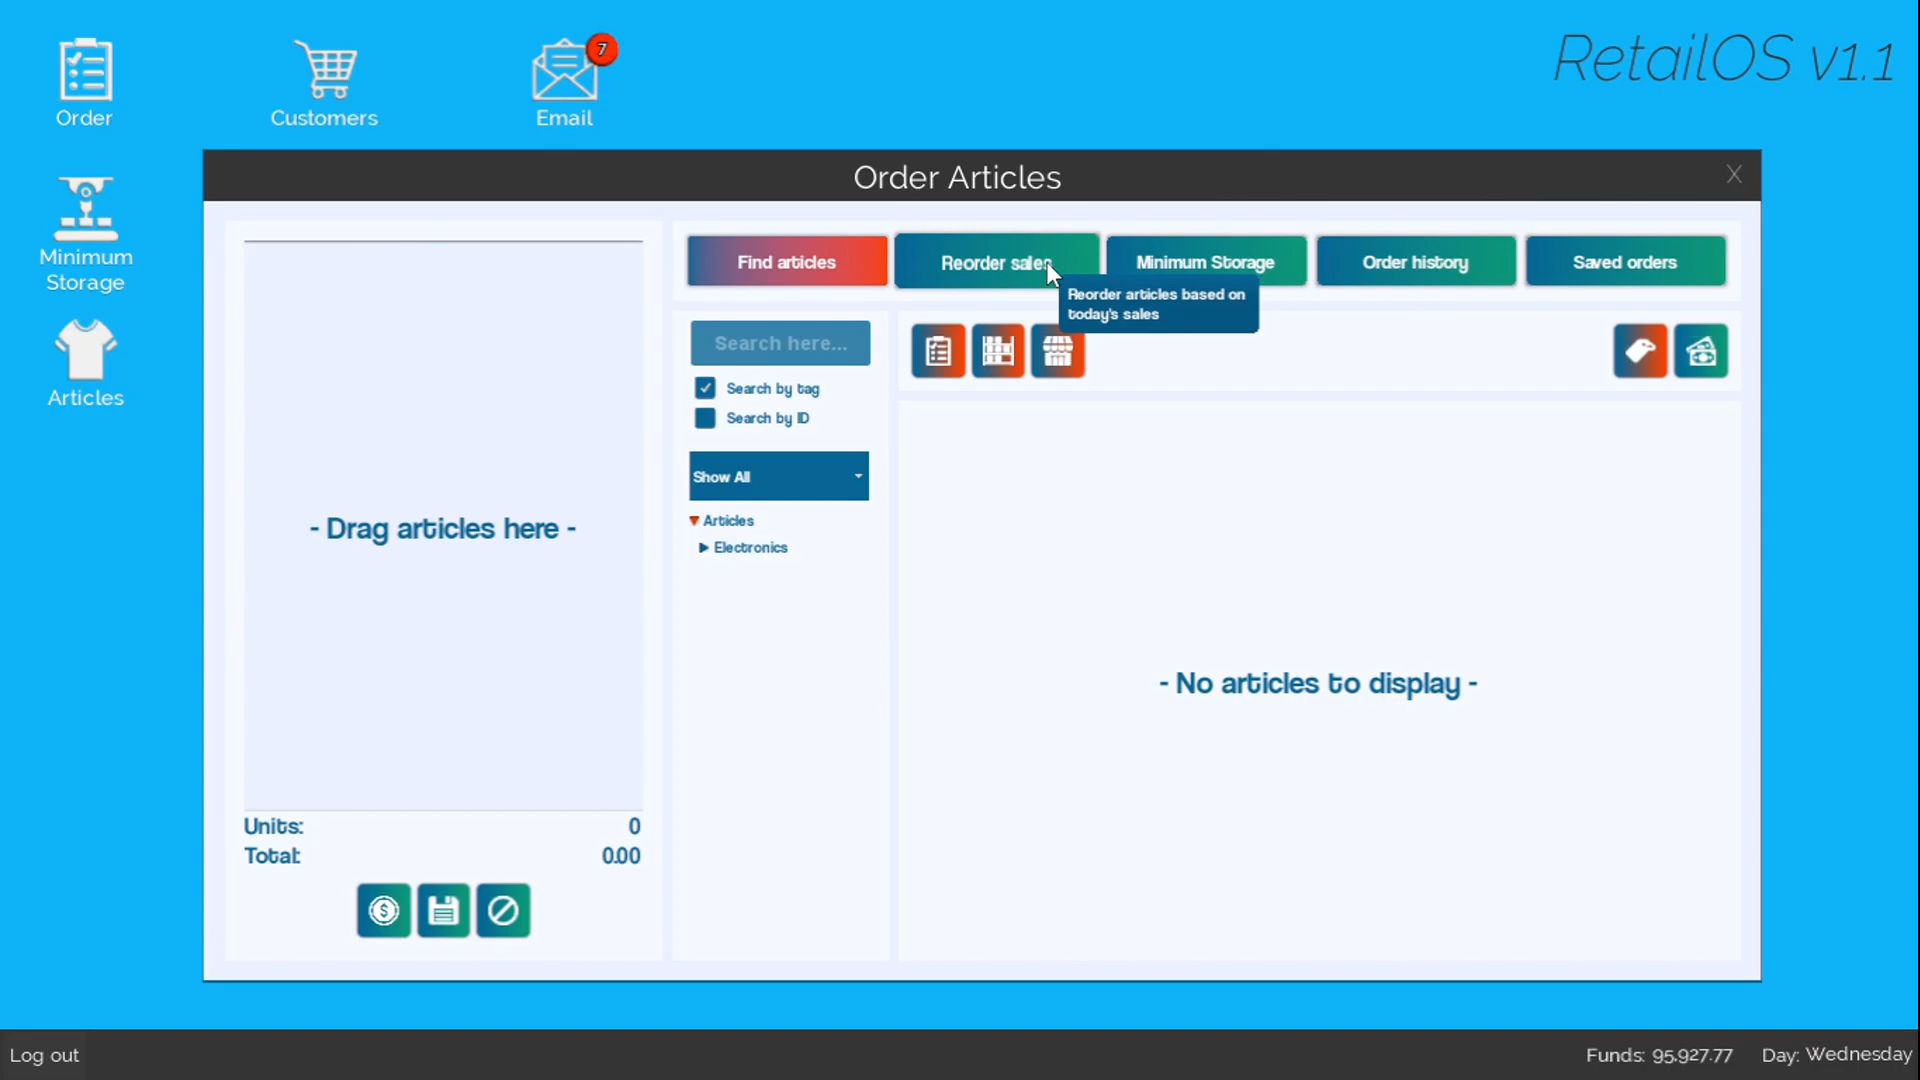 RetailOS v1.1
Order
Customers
7
Email
Minimum
Storage
Articles
Order Articles
X
Find articles
Reorder sales
Minimum Storage
Order history
Saved orders
Reorder articles based on
today's sales
Search here...
Search by tag
Search by ID
Show All
Articles
Electronics
- Drag articles here -
- No articles to display -
Units: 0
Total: 0.00
Log out
Funds: 95,927.77
Day: Wednesday